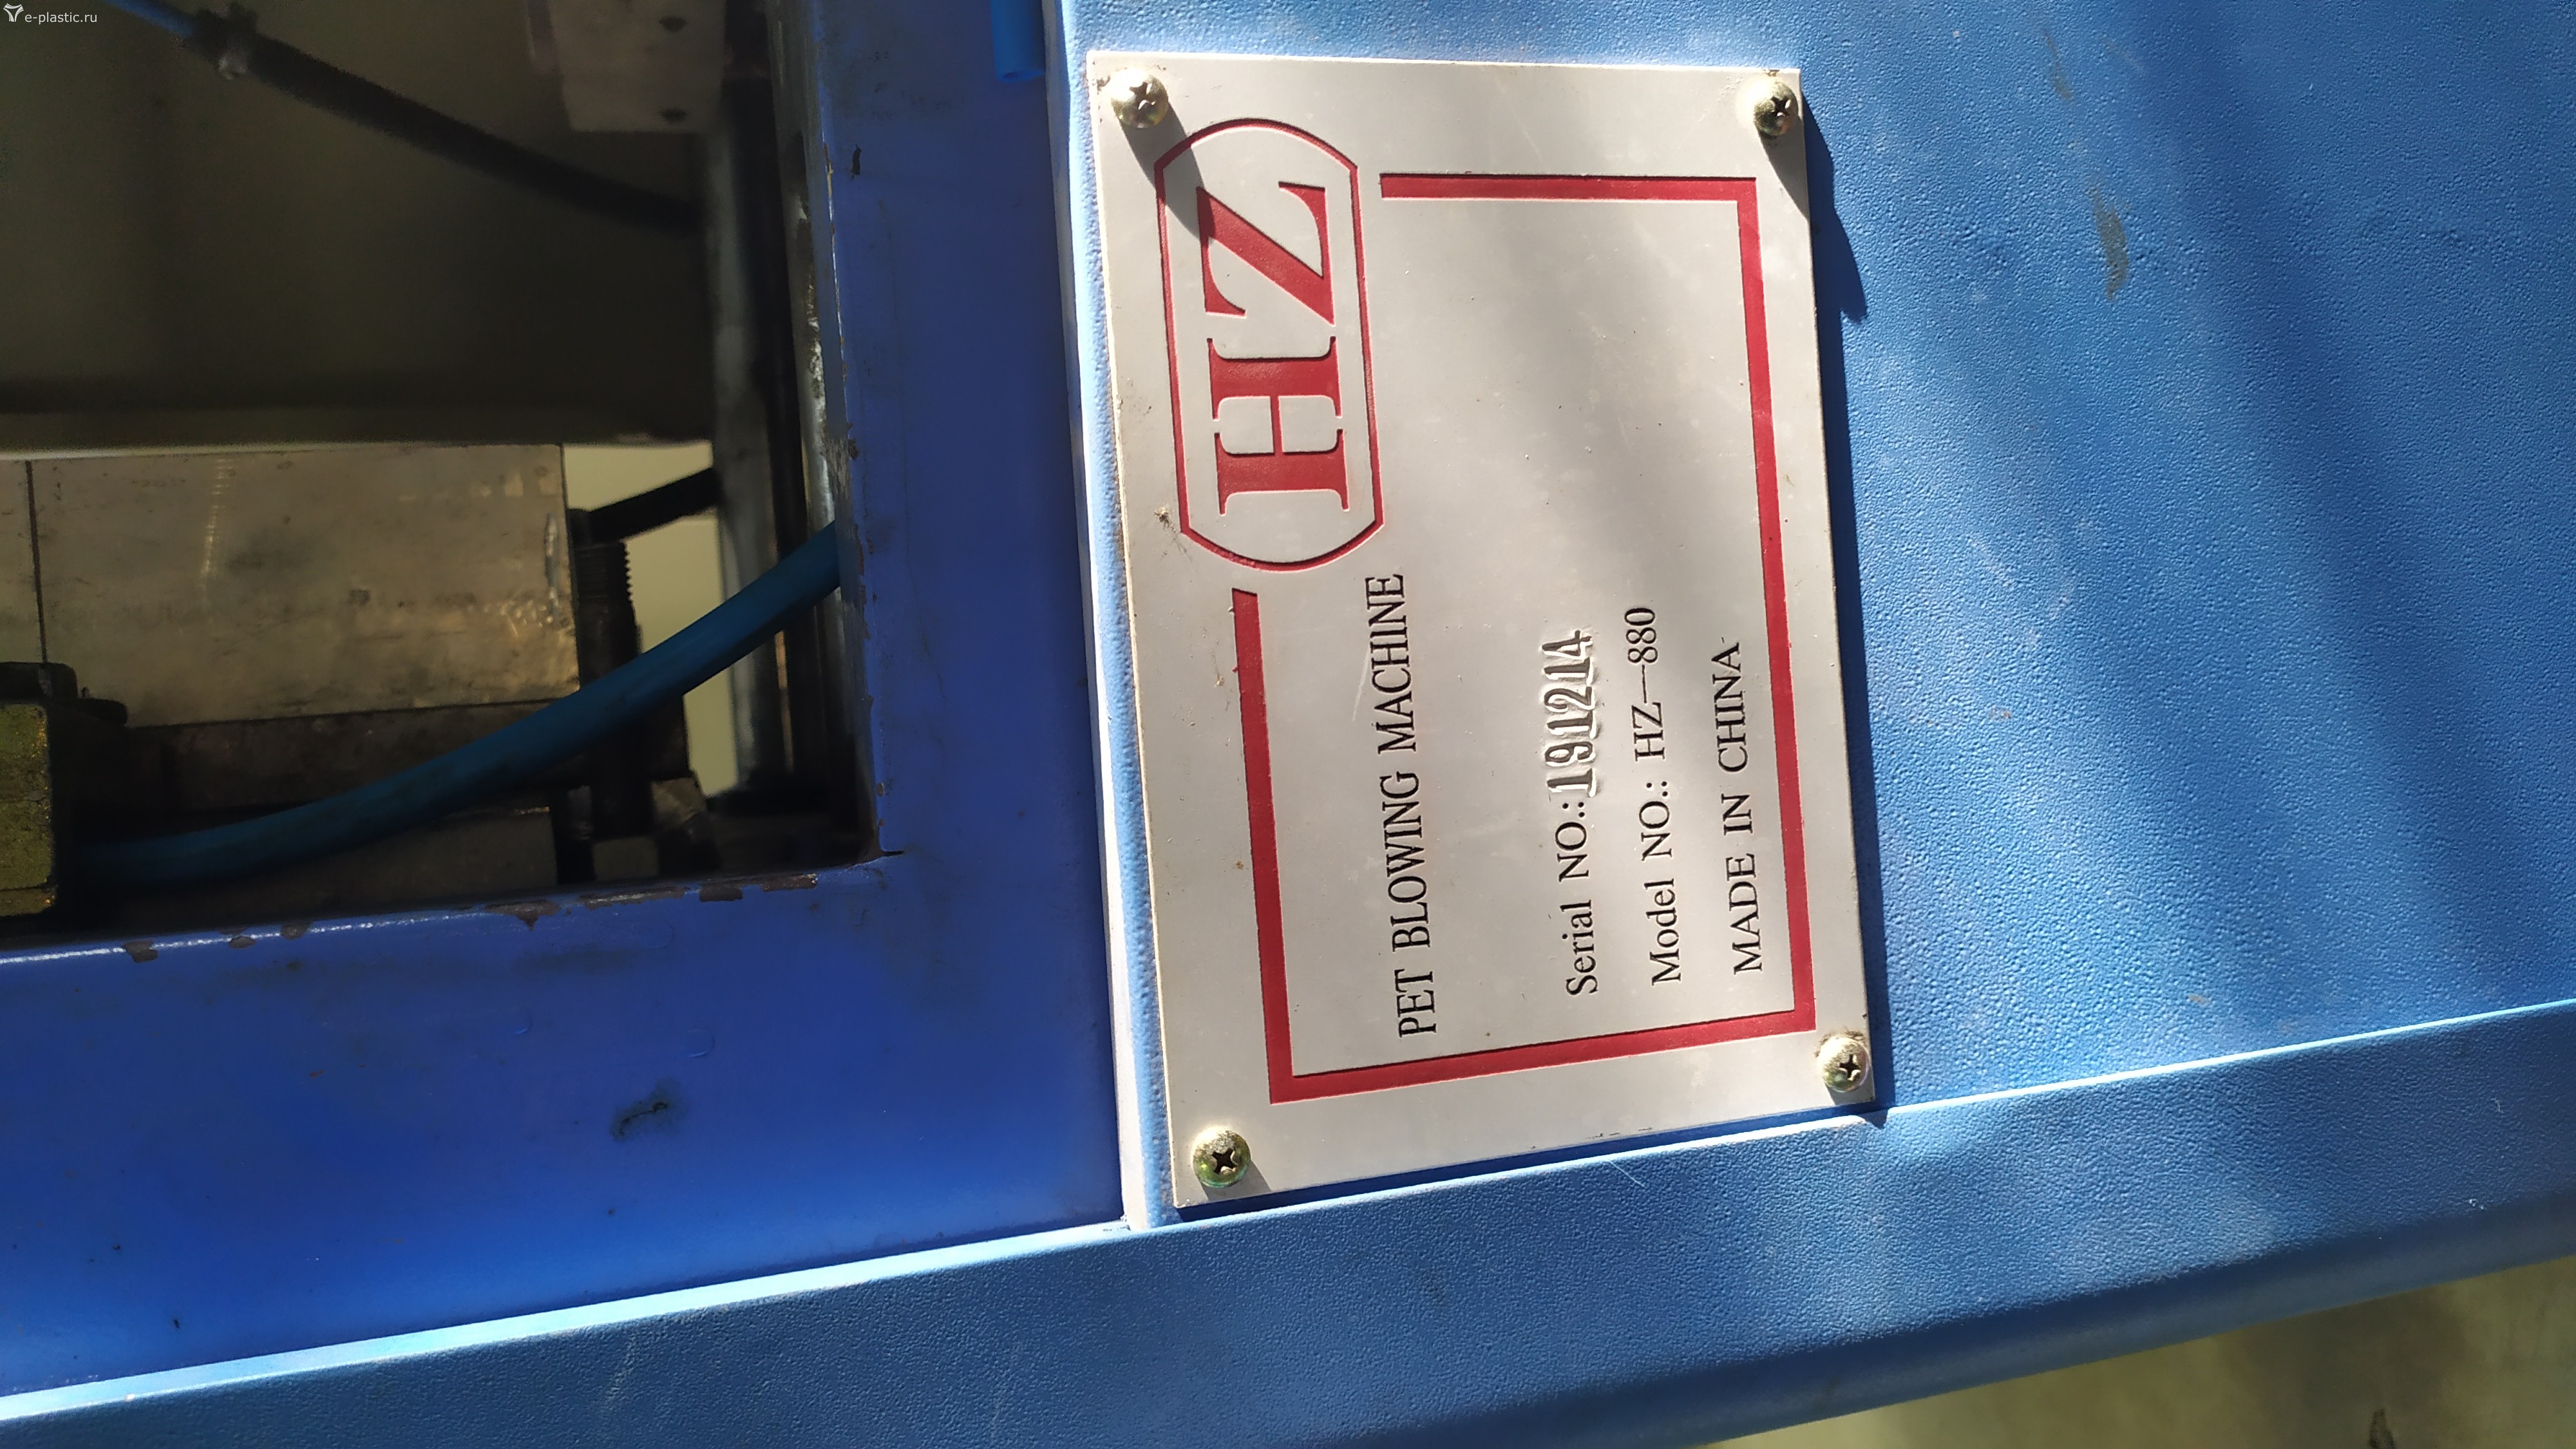 e-plastic.ru
HZ
PET BLOWING MACHINE
Serial NO.:191214
Model NO.: HZ—880
MADE IN CHINA